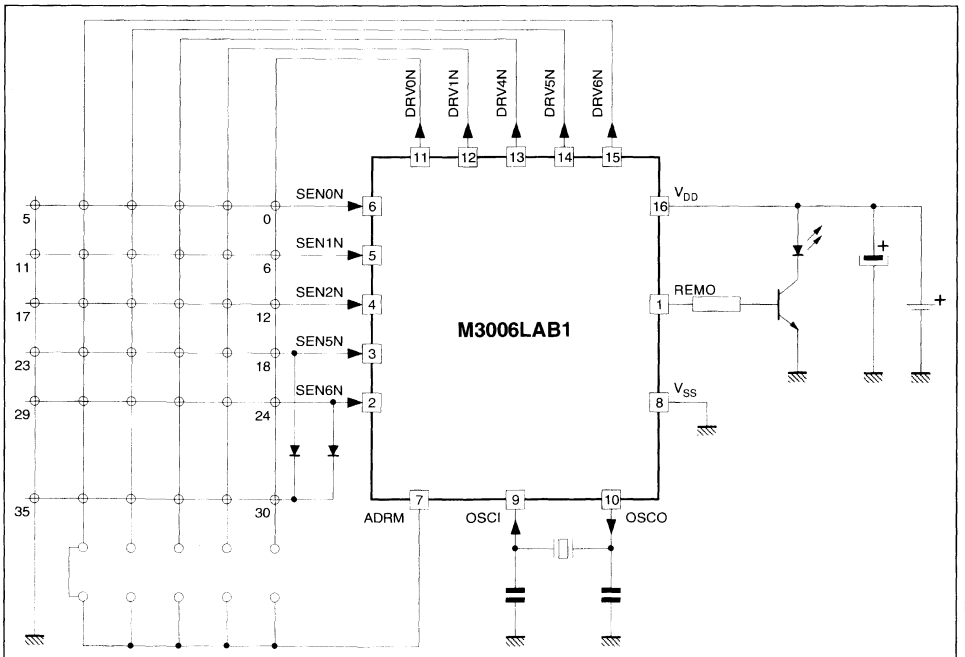 DRV0N
DRV1N
DRV4N
DRV5N
DRV6N
11
12
13
14
15
SEN0N
6
16
V_DD
5
0
SEN1N
5
11
6
SEN2N
4
1
REMO
17
12
M3006LAB1
SEN5N
3
23
18
SEN6N
2
8
V_SS
29
24
35
30
ADRM
7
OSCI
9
10
OSCO
+
+